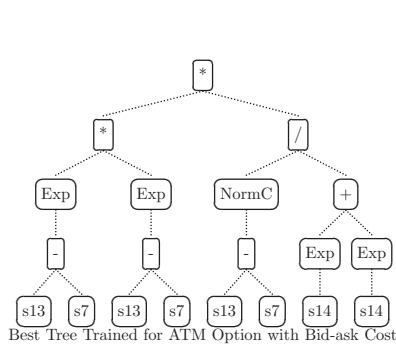 *
* /
Exp Exp NormC +
- - - Exp Exp
s13 s7 s13 s7 s13 s7 s14 s14
Best Tree Trained for ATM Option with Bid-ask Cost